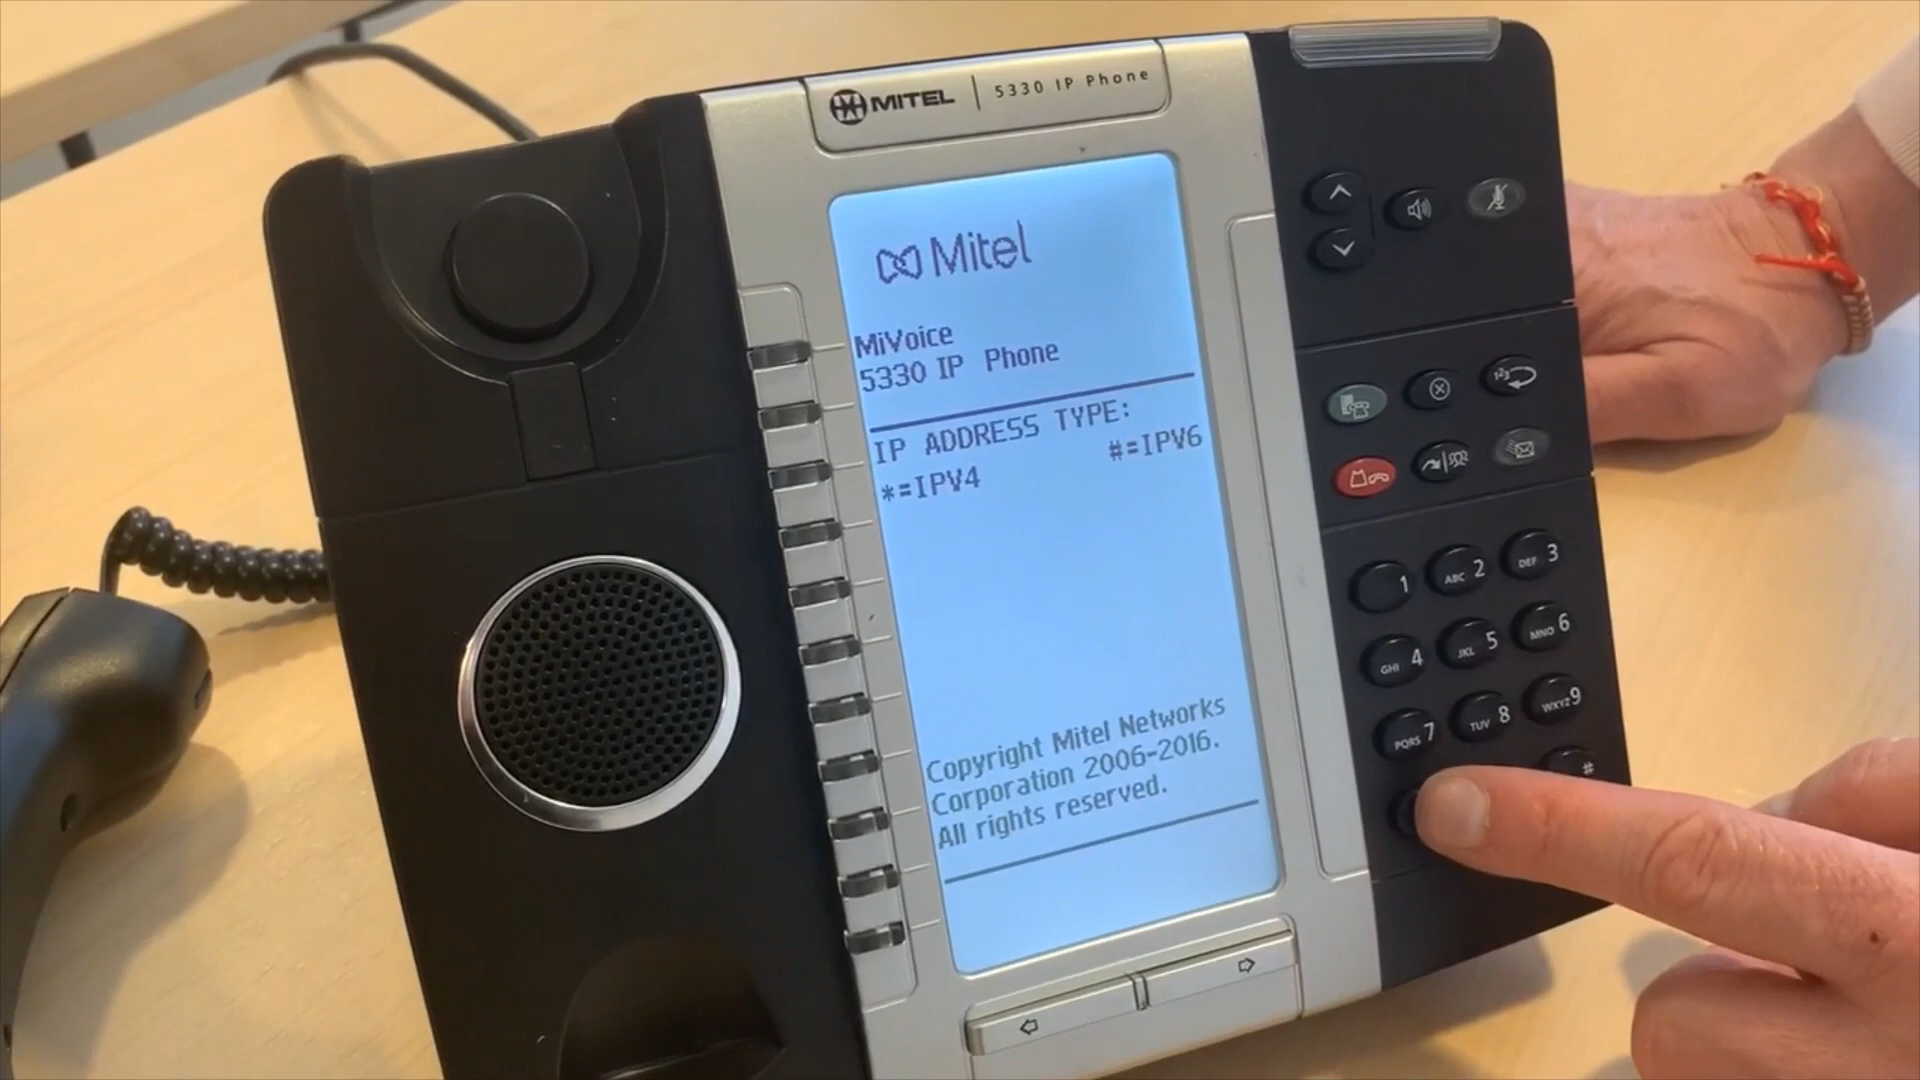 MITEL | 5330 IP Phone
Mitel
MiVoice
5330 IP Phone
IP ADDRESS TYPE:
#=IPV6
*=IPV4
Copyright Mitel Networks
Corporation 2006-2016.
All rights reserved.
1
ABC 2
DEF 3
GHI 4
JKL 5
MNO 6
PQRS 7
TUV 8
WXYZ 9
#